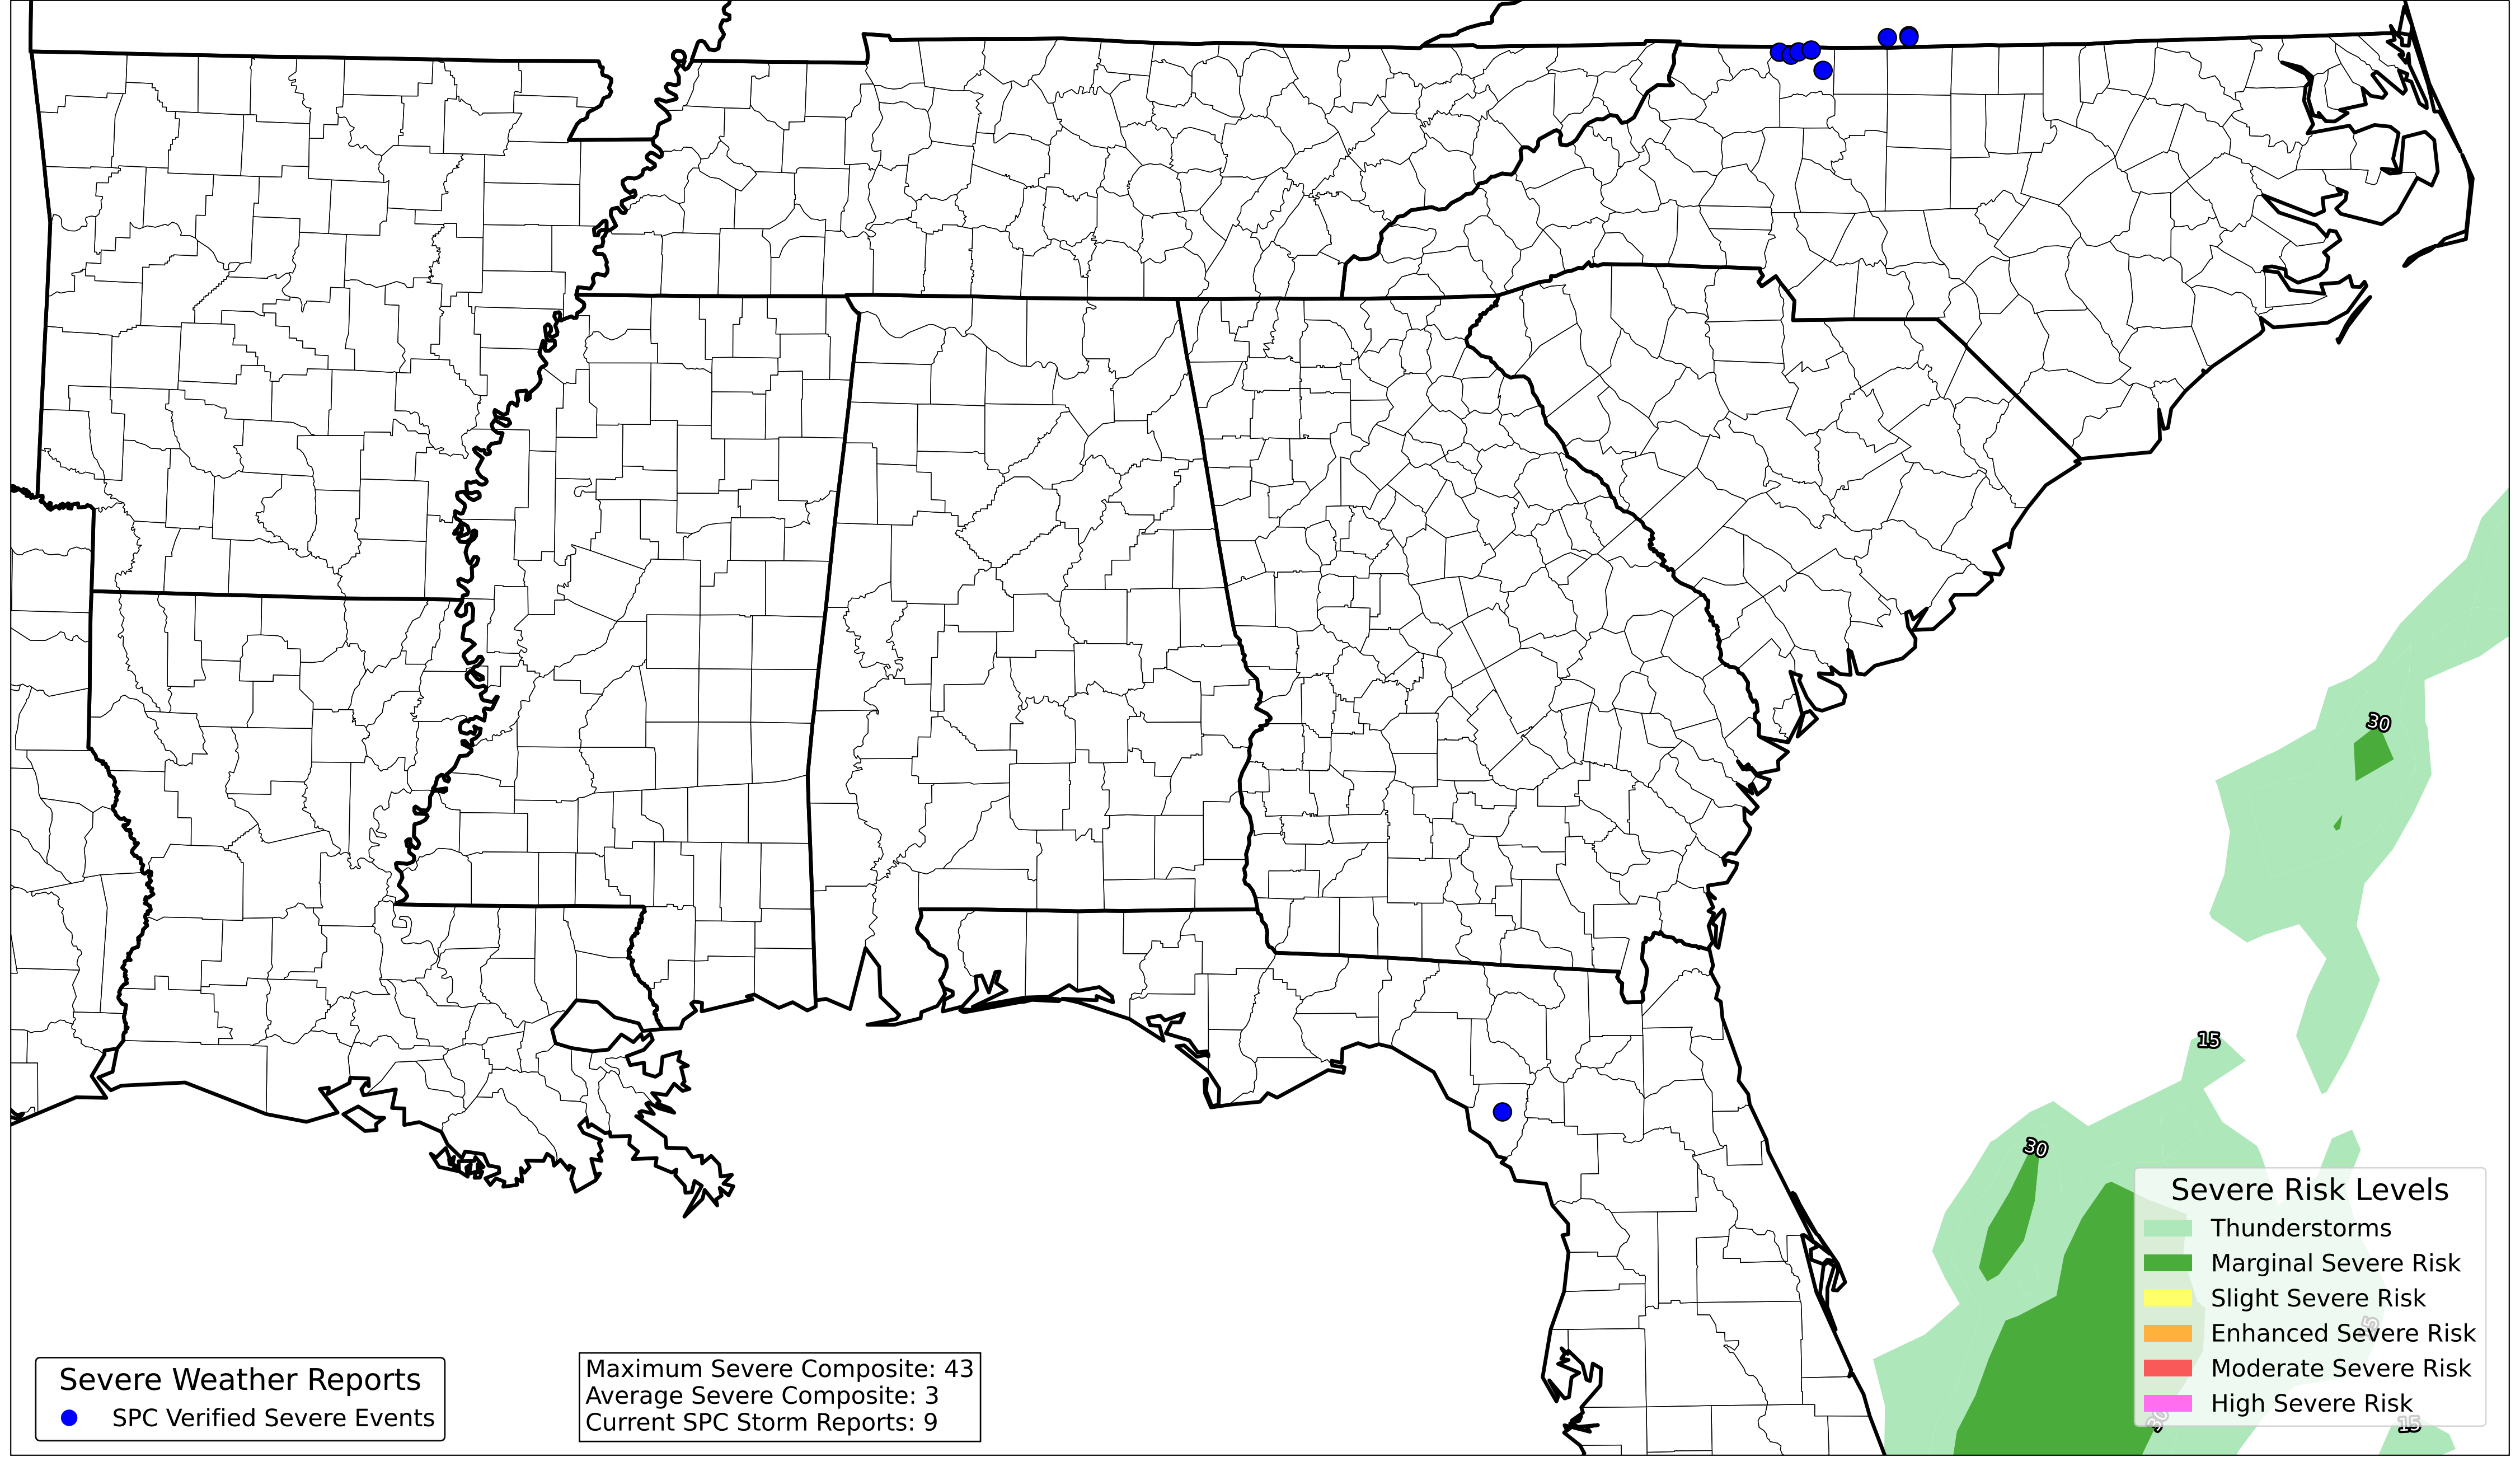 30
15
30
Severe Risk Levels
Thunderstorms
Marginal Severe Risk
Slight Severe Risk
Enhanced Severe Risk
Moderate Severe Risk
High Severe Risk
30
15
Severe Weather Reports
SPC Verified Severe Events
Maximum Severe Composite: 43
Average Severe Composite: 3
Current SPC Storm Reports: 9